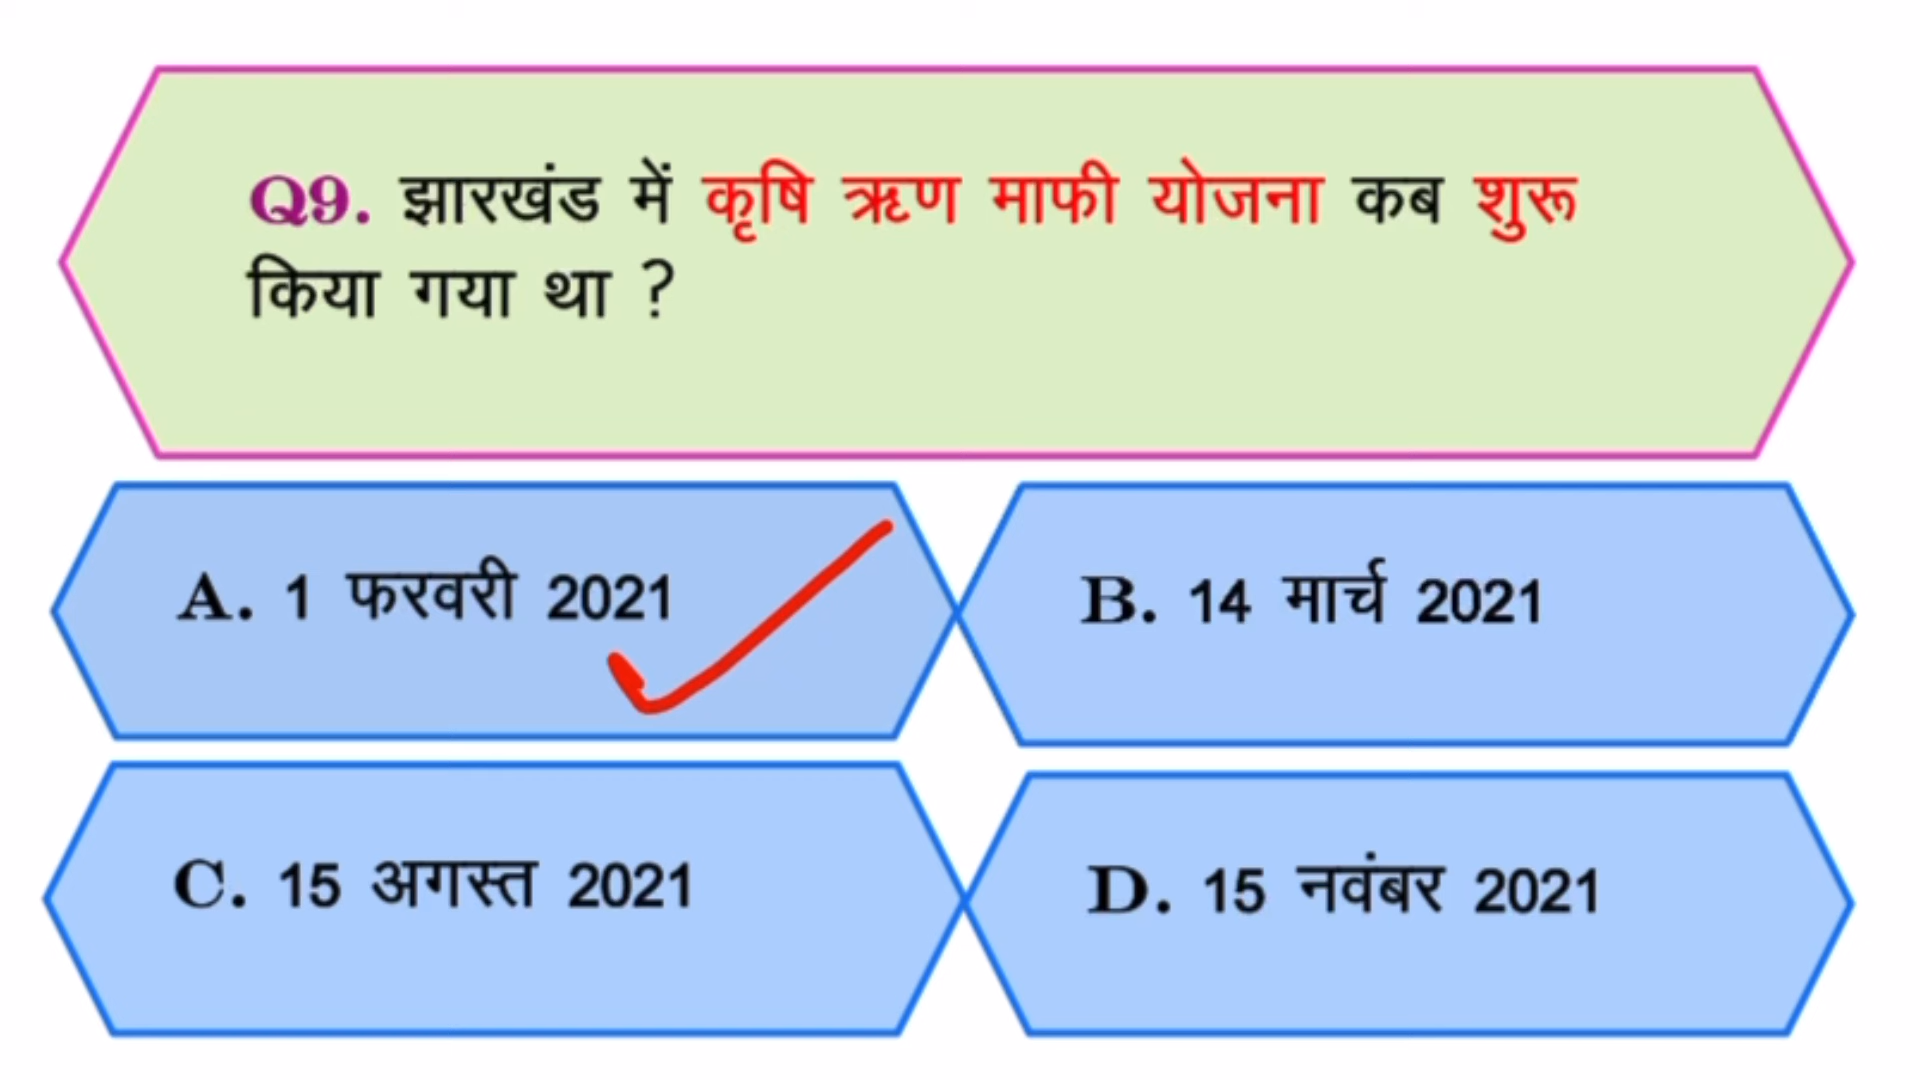 Q9. झारखंड में कृषि ऋण माफी योजना कब शुरू
किया गया था ?
A. 1 फरवरी 2021
B. 14 मार्च 2021
C. 15 अगस्त 2021
D. 15 नवंबर 2021